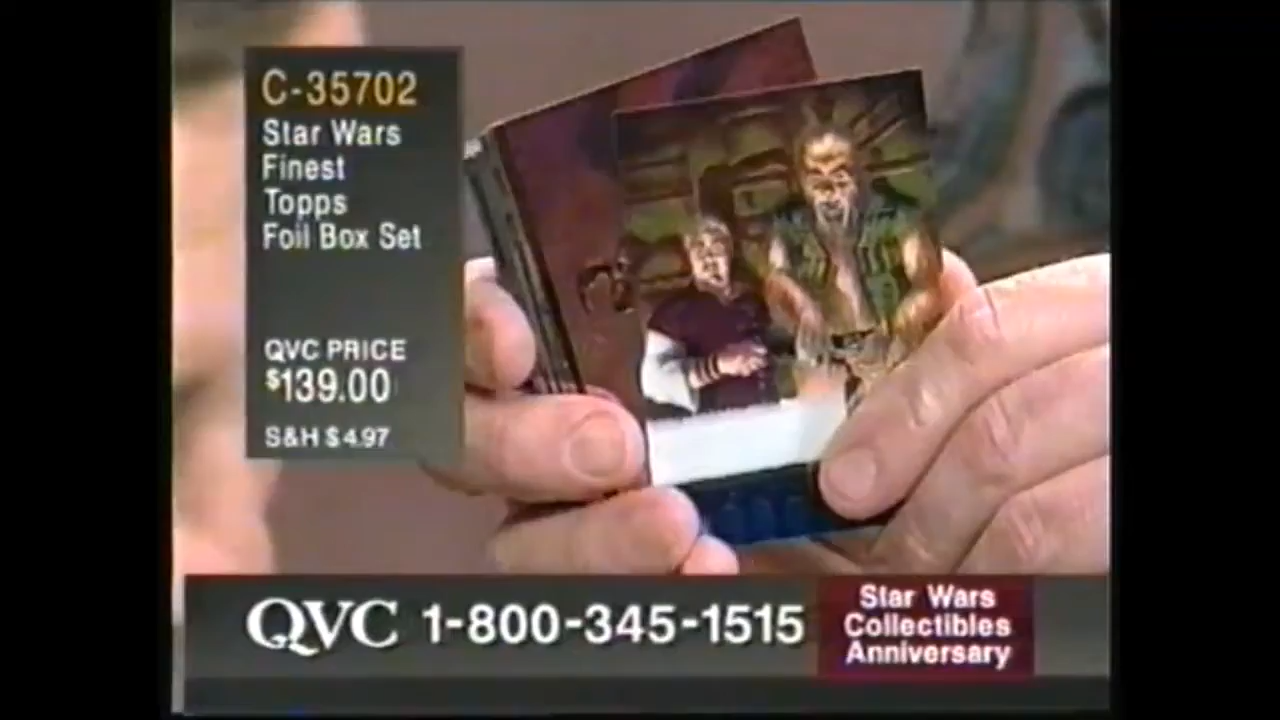 C-35702
Star Wars
Finest
Topps
Foil Box Set
QVC PRICE
$139.00
S&H $4.97
QVC 1-800-345-1515
Star Wars
Collectibles
Anniversary